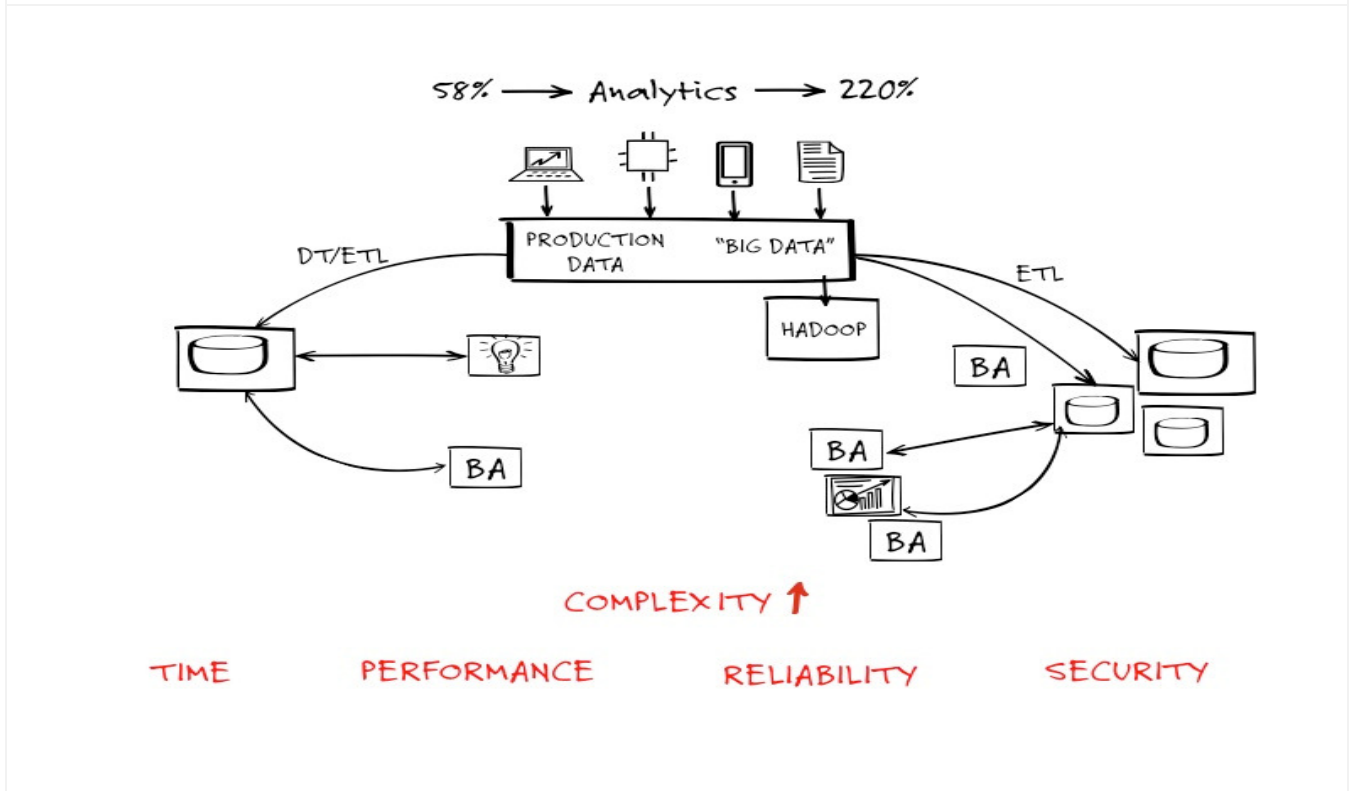 58% → Analytics → 220%
PRODUCTION DATA
"BIG DATA"
DT/ETL
ETL
HADOOP
BA
BA
BA
BA
COMPLEXITY ↑
TIME PERFORMANCE RELIABILITY SECURITY